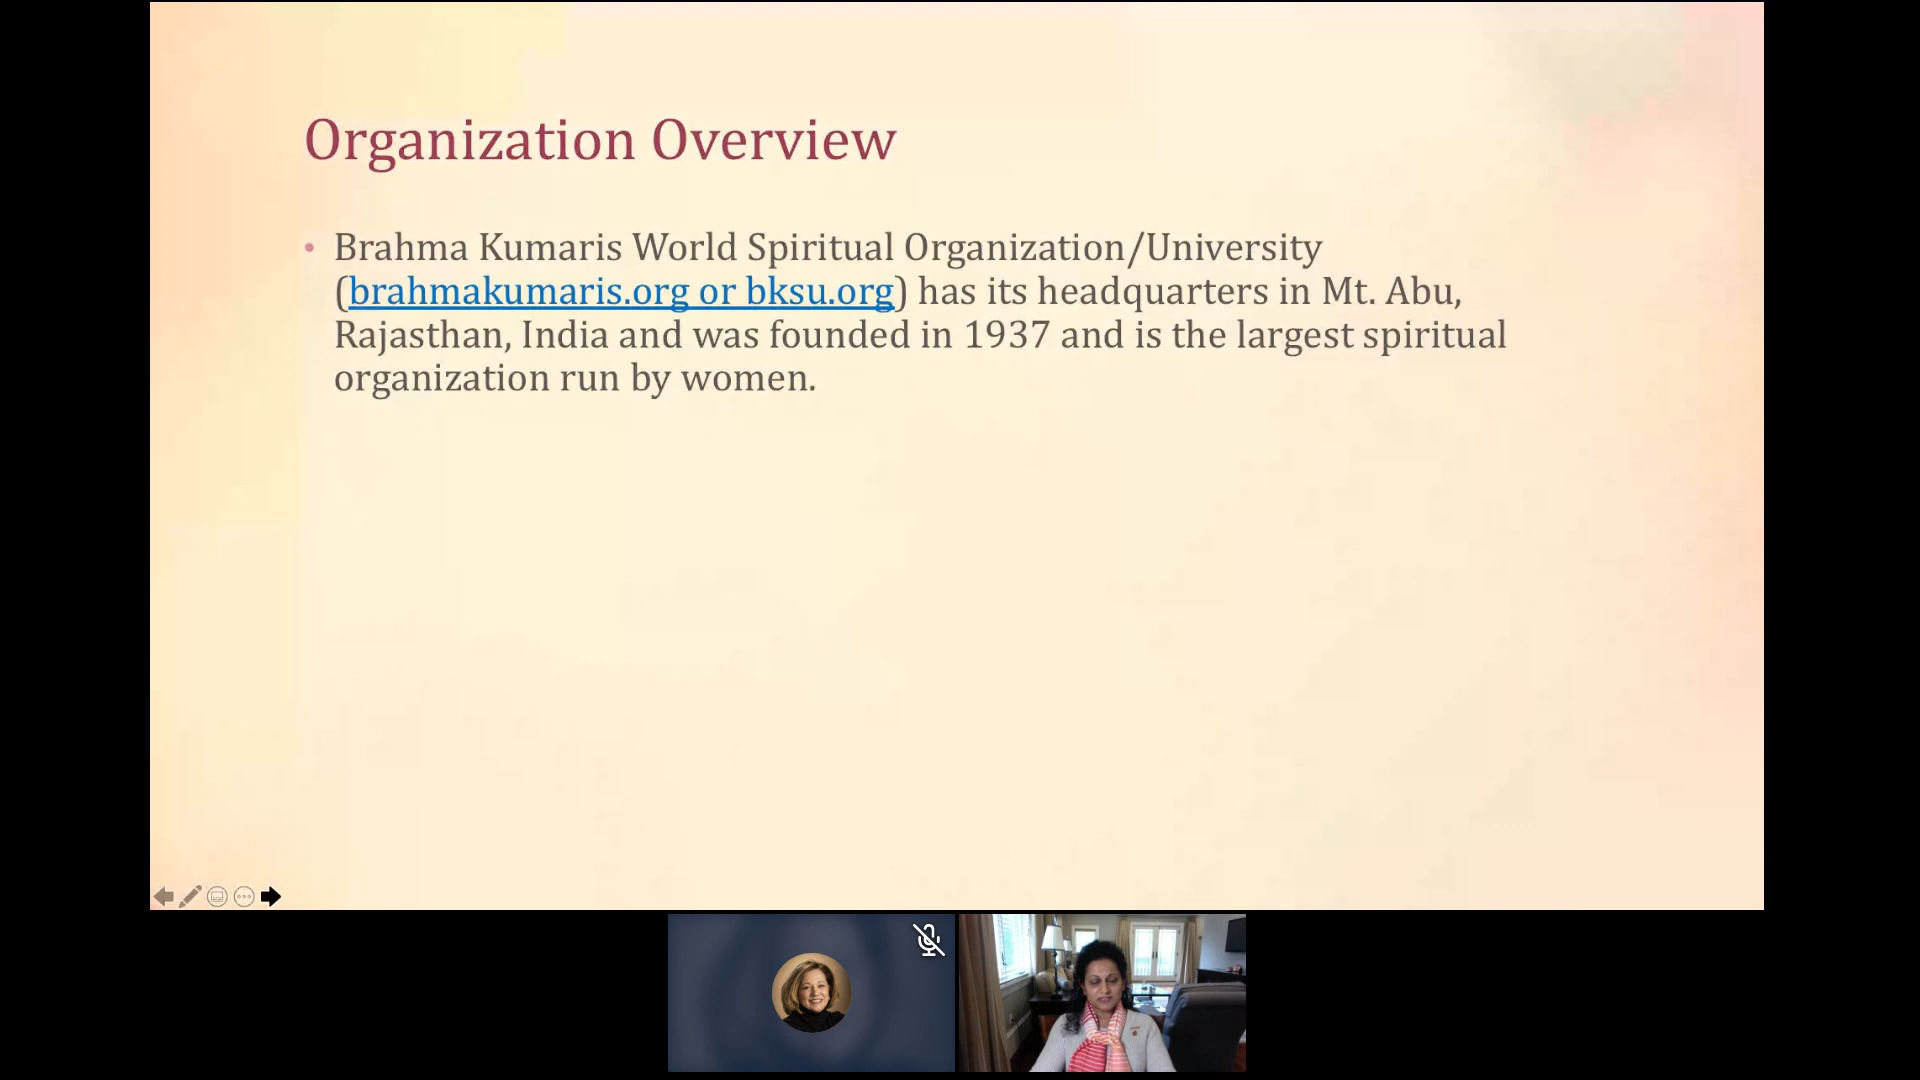 Organization Overview
• Brahma Kumaris World Spiritual Organization/University
(brahmakumaris.org or bksu.org) has its headquarters in Mt. Abu,
Rajasthan, India and was founded in 1937 and is the largest spiritual
organization run by women.